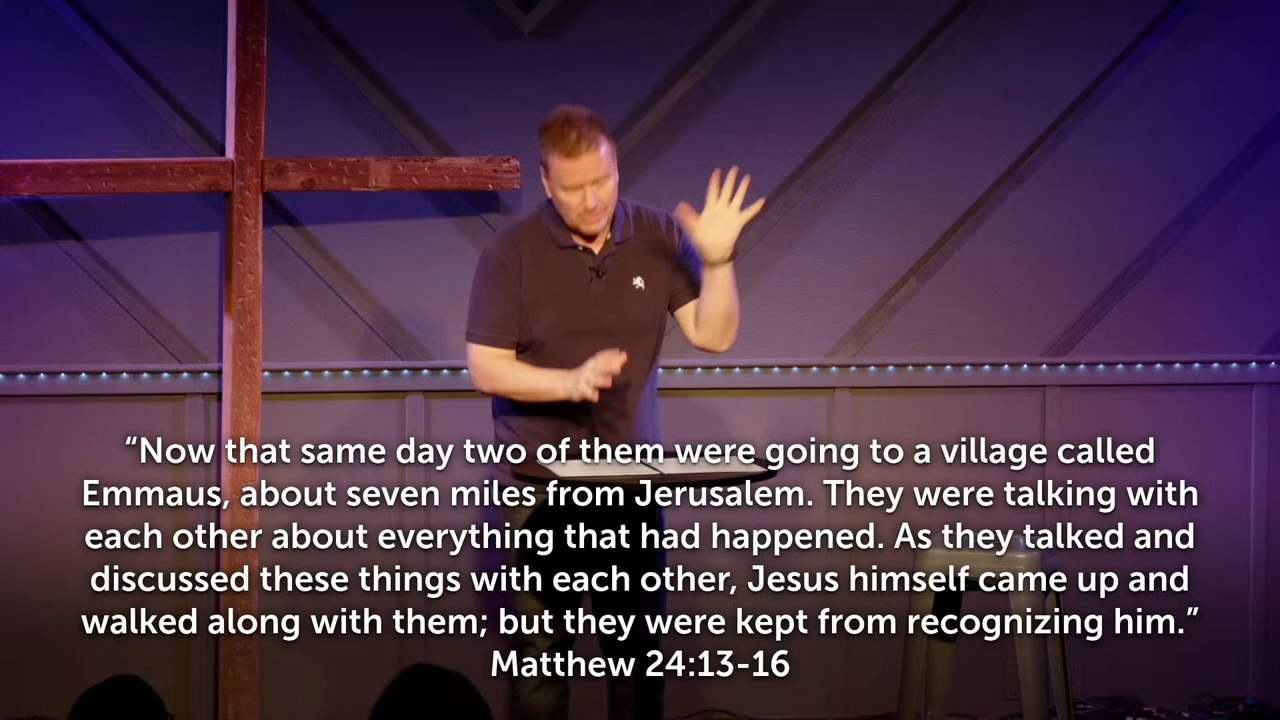 “Now that same day two of them were going to a village called
Emmaus, about seven miles from Jerusalem. They were talking with
each other about everything that had happened. As they talked and
discussed these things with each other, Jesus himself came up and
walked along with them; but they were kept from recognizing him.”
Matthew 24:13-16